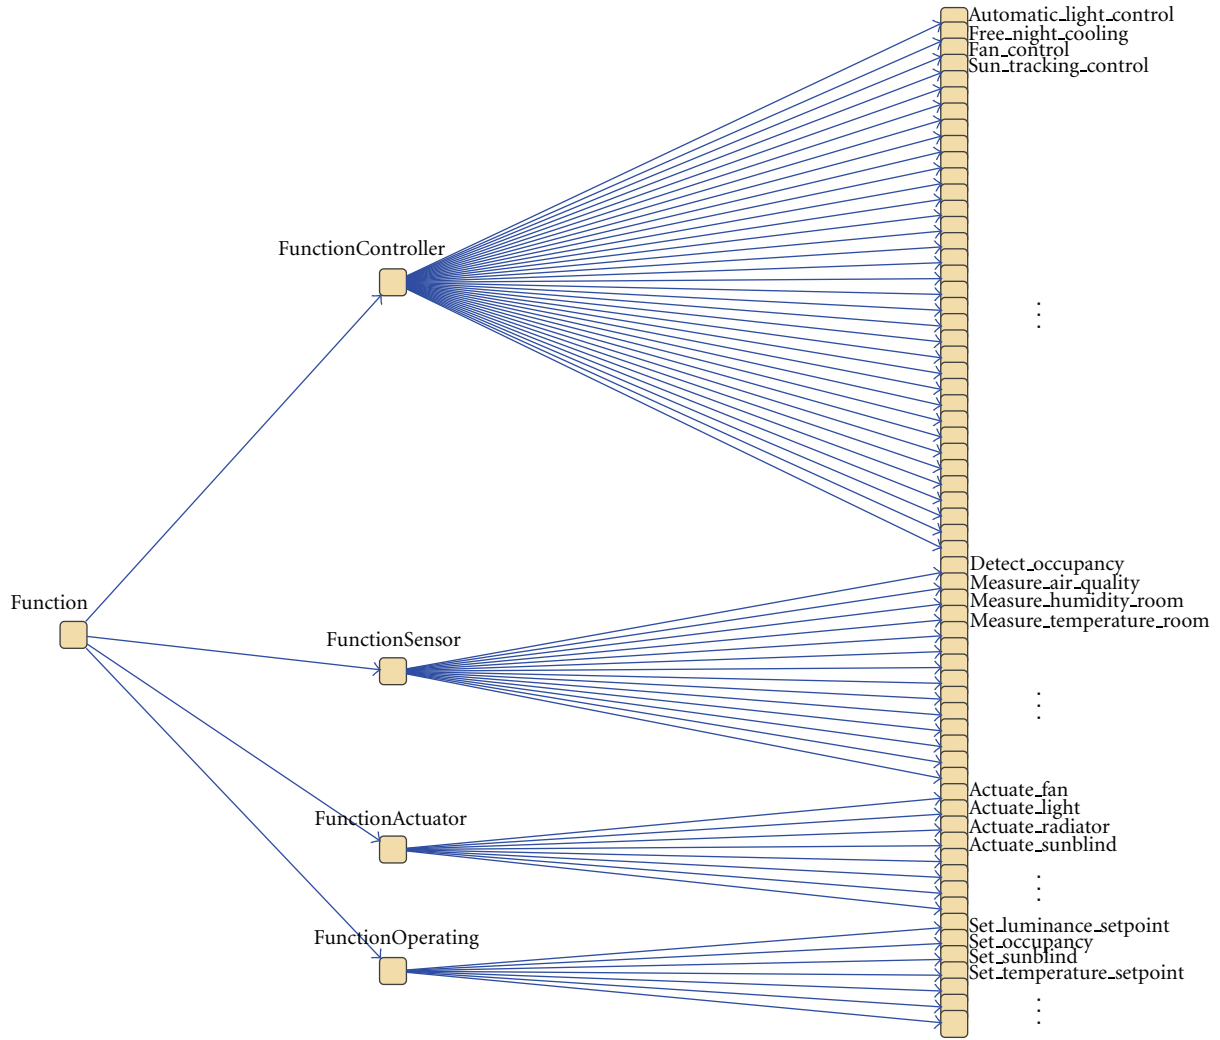 Automatic_light_control
Free_night_cooling
Fan_control
Sun_tracking_control
FunctionController
Detect_occupancy
Measure_air_quality
Function
Measure_humidity_room
Measure_temperature_room
FunctionSensor
Actuate_fan
Actuate_light
FunctionActuator
Actuate_radiator
Actuate_sunblind
Set_luminance_setpoint
FunctionOperating
Set_occupancy
Set_sunblind
Set_temperature_setpoint